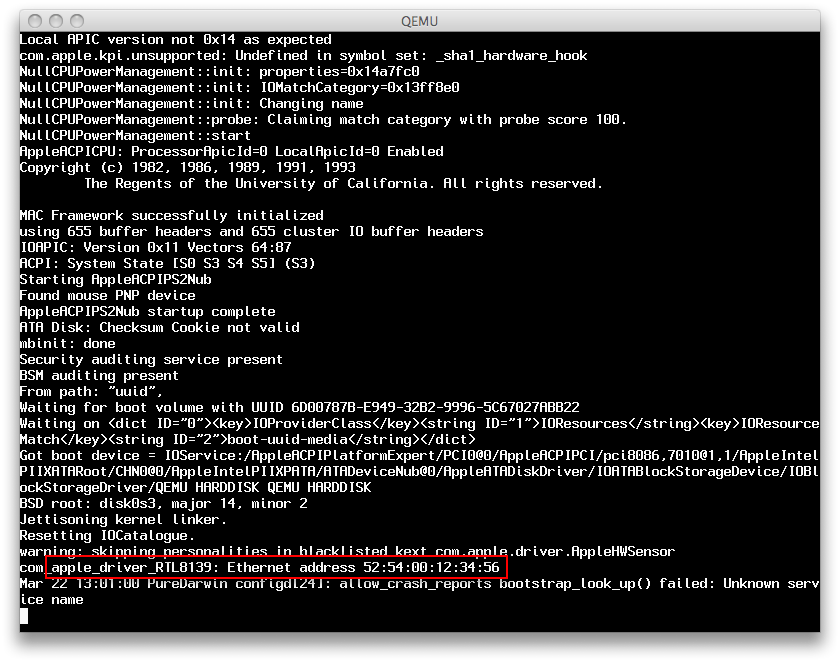 QEMU
Local APIC version not 0x14 as expected
com.apple.kpi.unsupported: Undefined in symbol set: _sha1_hardware_hook
NullCPUPowerManagement::init: properties=0x14a7fc0
NullCPUPowerManagement::init: IOMatchCategory=0x13ff8e0
NullCPUPowerManagement::init: Changing name
NullCPUPowerManagement::probe: Claiming match category with probe score 100.
NullCPUPowerManagement::start
AppleACPICPU: ProcessorApicId=0 LocalApicId=0 Enabled
Copyright (c) 1982, 1986, 1989, 1991, 1993
The Regents of the University of California. All rights reserved.
MAC Framework successfully initialized
using 655 buffer headers and 655 cluster IO buffer headers
IOAPIC: Version 0x11 Vectors 64:87
ACPI: System State [S0 S3 S4 S5] (S3)
Starting AppleACPIPS2Nub
Found mouse PNP device
AppleACPIPS2Nub startup complete
ATA Disk: Checksum Cookie not valid
mbinit: done
Security auditing service present
BSM auditing present
From path: "uuid",
Waiting for boot volume with UUID 6D00787B-E949-32B2-9996-5C67027ABB22
Waiting on <dict ID="0"><key>IOProviderClass</key><string ID="1">IOResources</string><key>IOResource
Match</key><string ID="2">boot-uuid-media</string></dict>
Got boot device = IOService:/AppleACPIPlatformExpert/PCI0@0/AppleACPIPCI/pci8086,7010@1,1/AppleIntel
PIIXATARoot/CHN0@0/AppleIntelPIIXPATA/ATADeviceNub@0/AppleATADiskDriver/IOATABlockStorageDevice/IOBl
ockStorageDriver/QEMU HARDDISK QEMU HARDDISK
BSD root: disk0s3, major 14, minor 2
Jettisoning kernel linker.
Resetting IOCatalogue.
warning: skipping personalities in blacklisted kext com.apple.driver.AppleHWSensor
com_apple_driver_RTL8139: Ethernet address 52:54:00:12:34:56
Mar 22 13:01:00 PureDarwin configd[24]: allow_crash_reports bootstrap_look_up() failed: Unknown serv
ice name